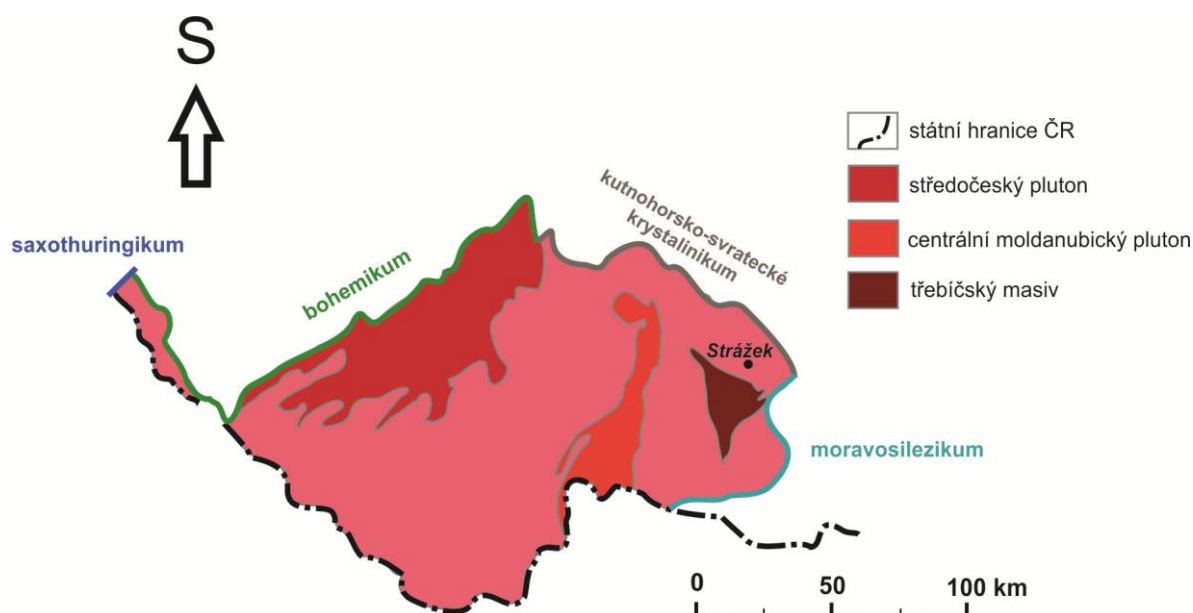 S
státní hranice ČR
středočeský pluton
centrální moldanubický pluton
třebíčský masiv
saxothuringikum
bohemikum
kutnohorsko-svratecké
krystalinikum
Strážek
moravosilezikum
0 50 100 km